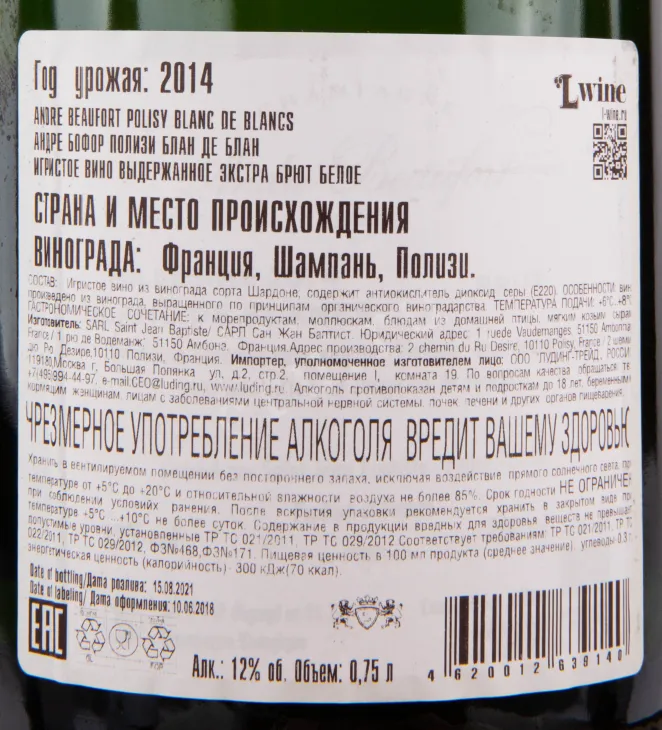 Год урожая: 2014
Lwine
l-wine.ru
ANDRE BEAUFORT POLISY BLANC DE BLANCS
АНДРЕ БОФОР ПОЛИЗИ БЛАН ДЕ БЛАН
ИГРИСТОЕ ВИНО ВЫДЕРЖАННОЕ ЭКСТРА БРЮТ БЕЛОЕ
СТРАНА И МЕСТО ПРОИСХОЖДЕНИЯ
ВИНОГРАДА: Франция, Шампань, Полизи.
СОСТАВ: Игристое вино из винограда сорта Шардоне, содержит антиокислитель диоксид серы (E220). ОСОБЕННОСТИ: вино
произведено из винограда, выращенного по принципам органического виноградарства. ТЕМПЕРАТУРА ПОДАЧИ: +6°С..+8°С
ГАСТРОНОМИЧЕСКОЕ СОЧЕТАНИЕ: к морепродуктам, моллюскам, блюдам из домашней птицы, мягким козьим сырам
Изготовитель: SARL Saint Jean Baptiste/ САРЛ Сан Жан Баптист. Юридический адрес: 1 ruede Vaudemanges 51150 Ambonna
France / 1 рю де Водеманж 51150 Амбонэ, Франция.Адрес производства: 2 chemin du Ru Desire, 10110 Polisy, France / 2 шеми
Рю Дезире,10110 Полизи, Франция. Импортер, уполномоченное изготовителем лицо: ООО "ЛУДИНГ-ТРЕЙД", РОССИЯ
119180,Москва г, Большая Полянка ул, д.2, стр.2, помещение I, комната 19. По вопросам качества обращаться, те
+7(495)994-44-97, e-mail.CEO@luding.ru, www.luding.ru. Алкоголь противопоказан детям и подросткам до 18 лет, беременным
кормящим женщинам, лицам с заболеваниями центральной нервной системы, почек, печени и других органов пищеварения.
ЧРЕЗМЕРНОЕ УПОТРЕБЛЕНИЕ АЛКОГОЛЯ ВРЕДИТ ВАШЕМУ ЗДОРОВЬЮ
Хранить в вентилируемом помещении без постороннего запаха, исключая воздействие прямого солнечного света, при
температуре от +5°С до +20°С и относительной влажности воздуха не более 85%. Срок годности НЕ ОГРАНИЧЕН
при соблюдении условиях хранения. После вскрытия упаковки рекомендуется хранить в закрытом виде при
температуре +5°С ...+10°С не более суток. Содержание в продукции вредных для здоровья веществ не превышает
допустимые уровни, установленные ТР ТС 021/2011, ТР ТС 029/2012 Соответствует требованиям: ТР ТС 021/2011, ТР ТС
022/2011, ТР ТС 029/2012, ФЗ№468,ФЗ№171. Пищевая ценность в 100 мл продукта (среднее значение): углеводы-0.3 г.
энергетическая ценность (калорийность)- 300 кДж(70 ккал).
Date of bottling/Дата розлива: 15.08.2021
Date of labeling/ Дата оформления: 10.06.2018
EAC
Алк.: 12% об. Объем: 0,75 л
4 620012 639140